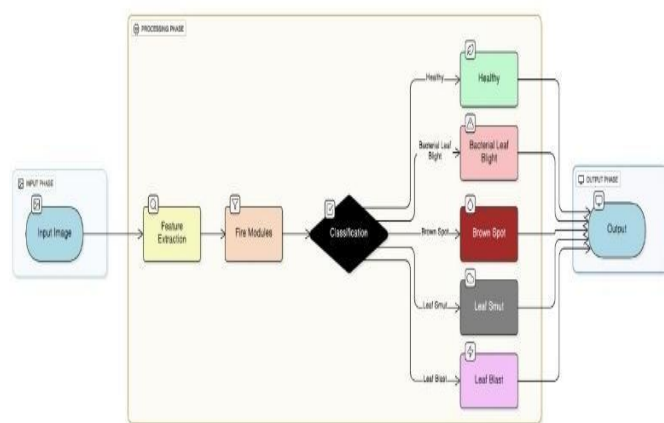 PROCESSING PHASE
INPUT PHASE
Input Image
Feature
Extraction
Fire Modules
Classification
Healthy
Healthy
Bacterial Leaf
Blight
Bacterial Leaf
Blight
Brown Spot
Brown Spot
Leaf Smut
Leaf Smut
Leaf Blast
Leaf Blast
OUTPUT PHASE
Output